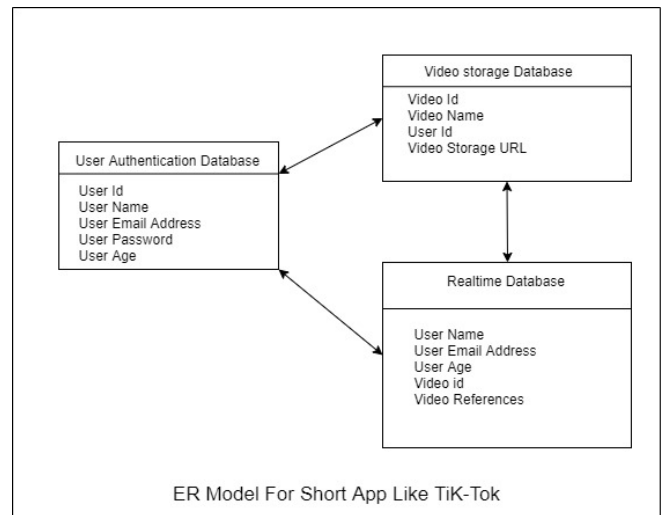 User Authentication Database
User Id
User Name
User Email Address
User Password
User Age
Video storage Database
Video Id
Video Name
User Id
Video Storage URL
Realtime Database
User Name
User Email Address
User Age
Video id
Video References
ER Model For Short App Like TiK-Tok